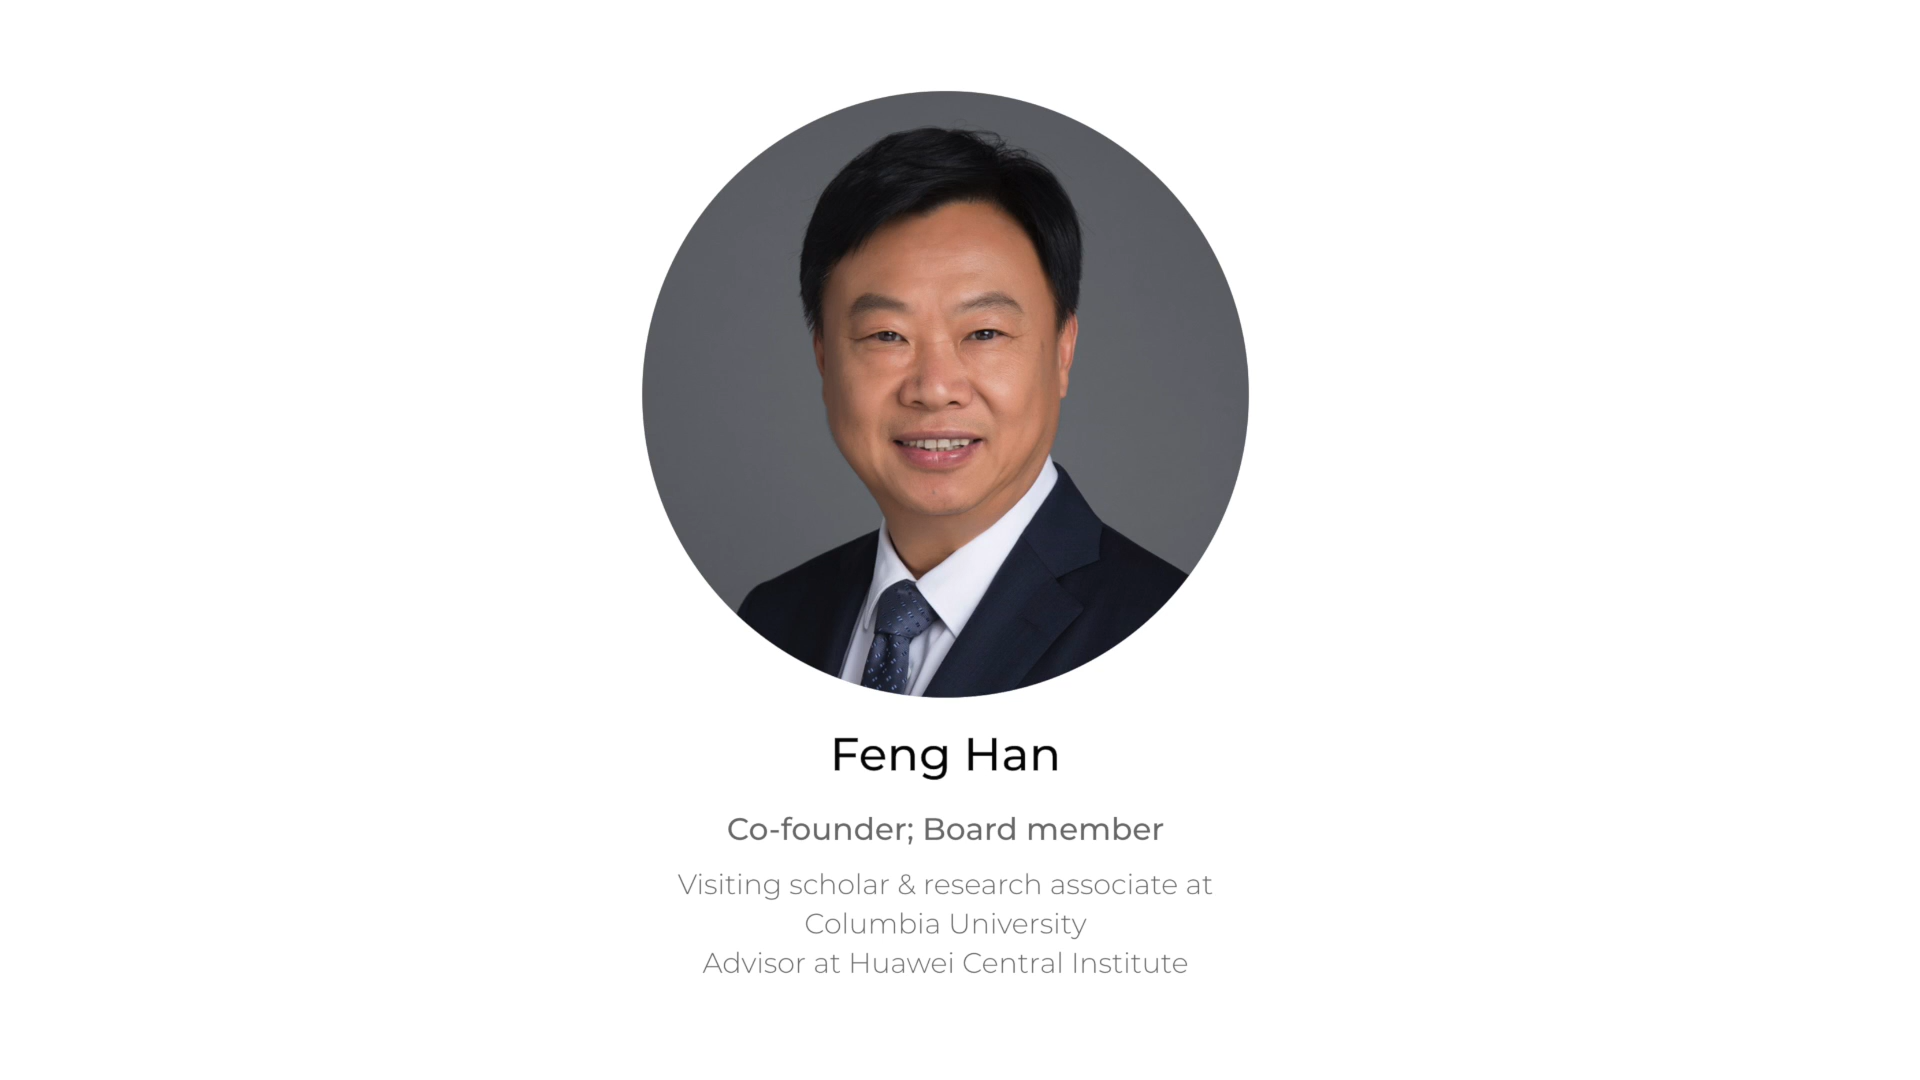 Feng Han
Co-founder; Board member
Visiting scholar & research associate at
Columbia University
Advisor at Huawei Central Institute